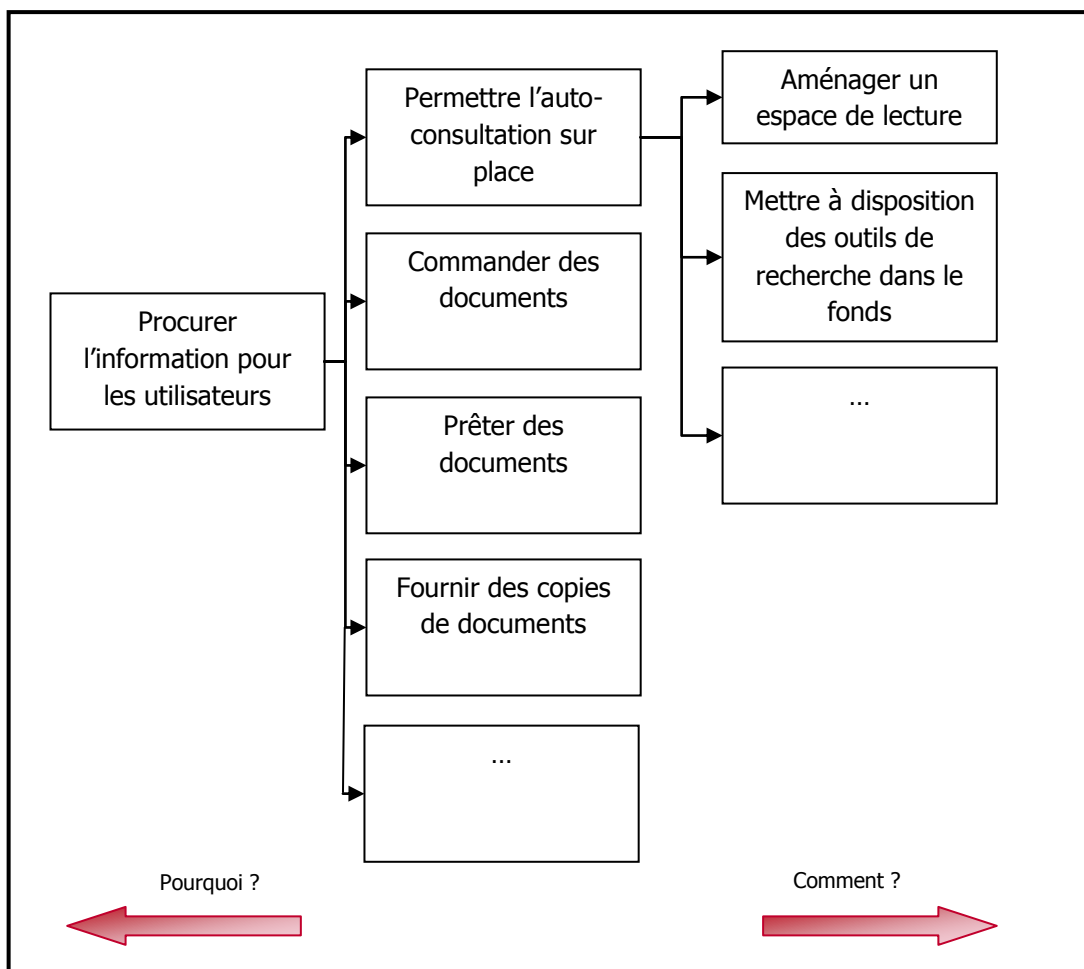 Procurer
l’information pour
les utilisateurs
Permettre l’auto-
consultation sur
place
Commander des
documents
Prêter des
documents
Fournir des copies
de documents
…
Aménager un
espace de lecture
Mettre à disposition
des outils de
recherche dans le
fonds
…
Pourquoi ?
Comment ?